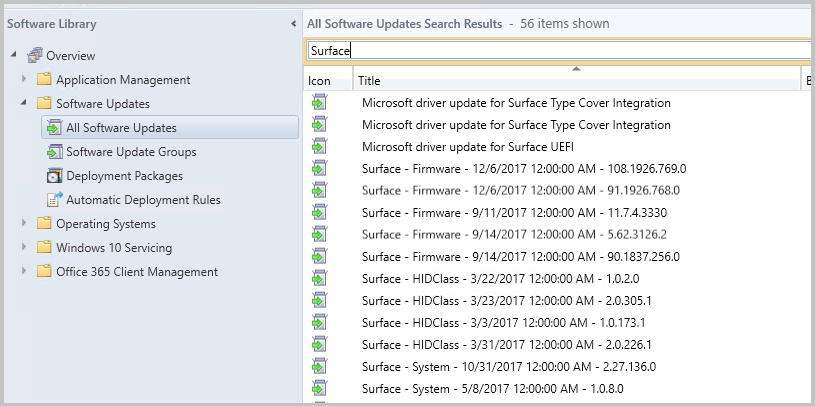 Software Library
Overview
Application Management
Software Updates
All Software Updates
Software Update Groups
Deployment Packages
Automatic Deployment Rules
Operating Systems
Windows 10 Servicing
Office 365 Client Management
All Software Updates Search Results - 56 items shown
Surface
Icon Title
Microsoft driver update for Surface Type Cover Integration
Microsoft driver update for Surface Type Cover Integration
Microsoft driver update for Surface UEFI
Surface - Firmware - 12/6/2017 12:00:00 AM - 108.1926.769.0
Surface - Firmware - 12/6/2017 12:00:00 AM - 91.1926.768.0
Surface - Firmware - 9/11/2017 12:00:00 AM - 11.7.4.3330
Surface - Firmware - 9/14/2017 12:00:00 AM - 5.62.3126.2
Surface - Firmware - 9/14/2017 12:00:00 AM - 90.1837.256.0
Surface - HIDClass - 3/22/2017 12:00:00 AM - 1.0.2.0
Surface - HIDClass - 3/23/2017 12:00:00 AM - 2.0.305.1
Surface - HIDClass - 3/3/2017 12:00:00 AM - 1.0.173.1
Surface - HIDClass - 3/31/2017 12:00:00 AM - 2.0.226.1
Surface - System - 10/31/2017 12:00:00 AM - 2.27.136.0
Surface - System - 5/8/2017 12:00:00 AM - 1.0.8.0